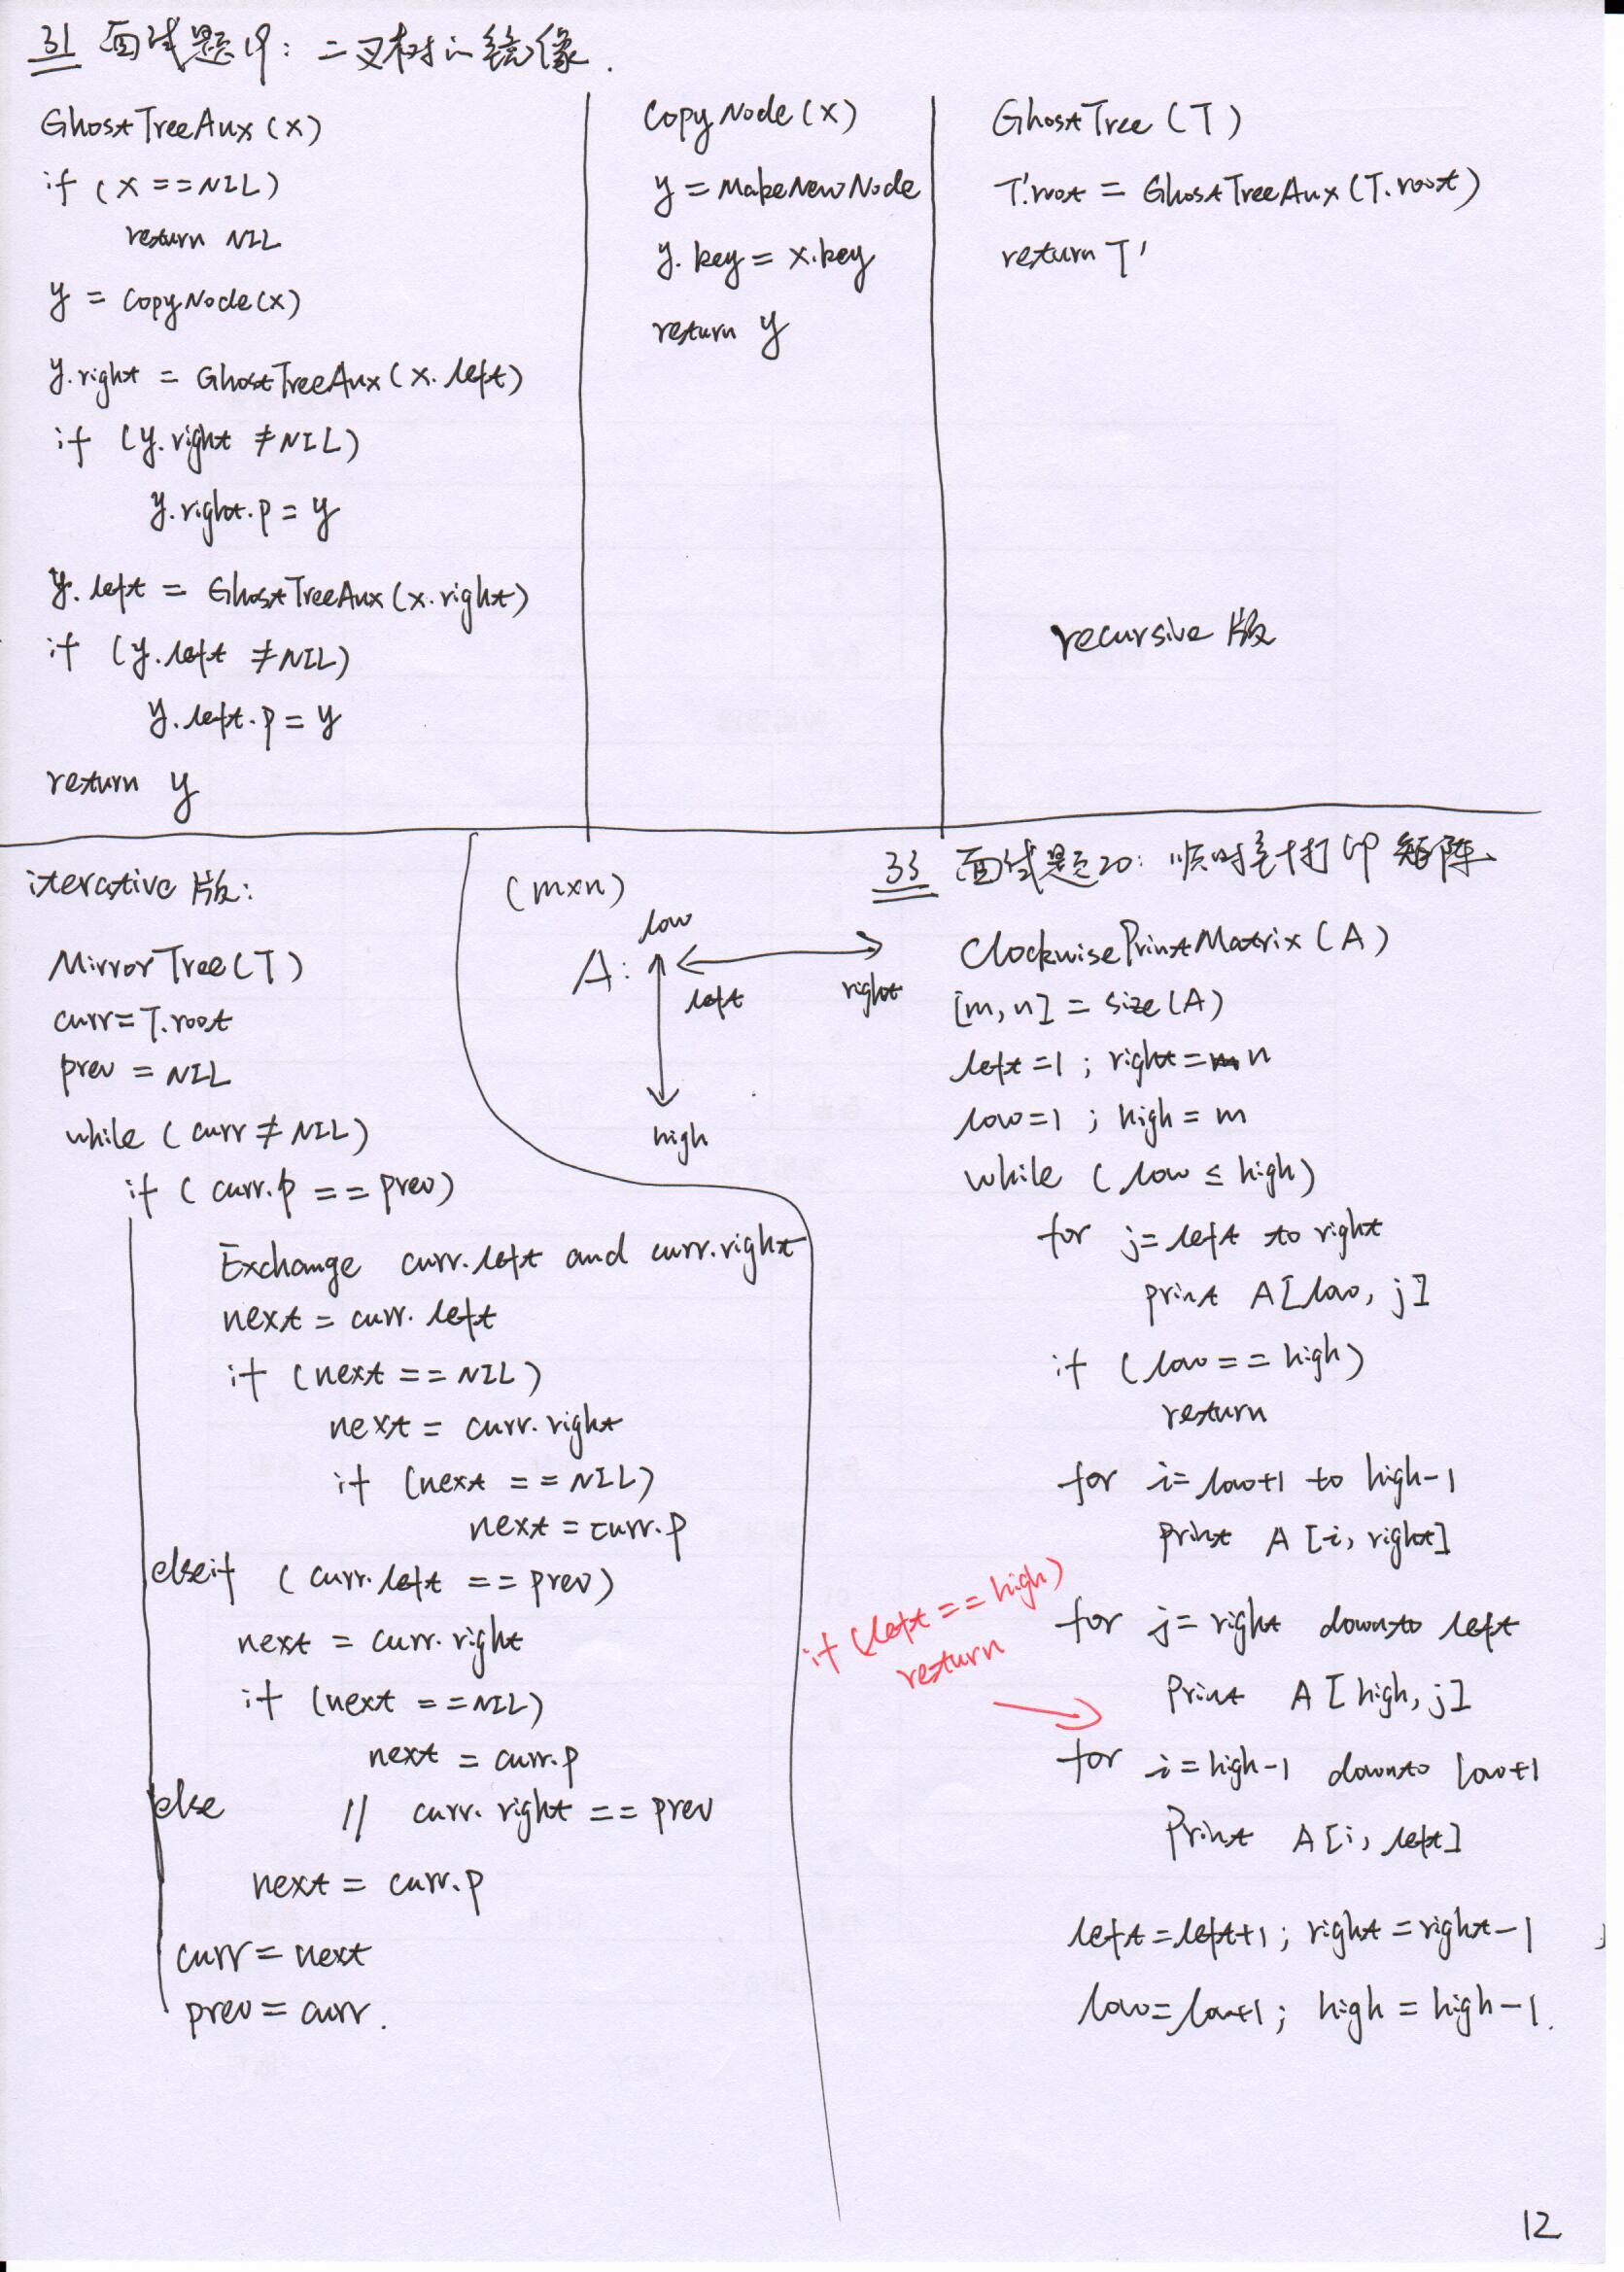 31 面试题19: 二叉树的镜像.
GhostTreeAux(x)
if (x == NIL)
return NIL
y = CopyNode(x)
y.right = GhostTreeAux(x.left)
if (y.right ≠ NIL)
y.right.p = y
y.left = GhostTreeAux(x.right)
if (y.left ≠ NIL)
y.left.p = y
return y
CopyNode(x)
y = MakeNewNode
y.key = x.key
return y
GhostTree(T)
T'.root = GhostTreeAux(T.root)
return T'
recursive 版
iterative 版:
MirrorTree(T)
curr = T.root
prev = NIL
while (curr ≠ NIL)
if (curr.p == prev)
Exchange curr.left and curr.right
next = curr.left
if (next == NIL)
next = curr.right
if (next == NIL)
next = curr.p
elseif (curr.left == prev)
next = curr.right
if (next == NIL)
next = curr.p
else // curr.right == prev
next = curr.p
curr = next
prev = curr.
(m×n)
low
A:
left right
high
33 面试题20: 顺时针打印矩阵
ClockwisePrintMatrix(A)
[m, n] = size(A)
left = 1; right = n
low = 1; high = m
while (low ≤ high)
for j = left to right
print A[low, j]
if (low == high)
return
for i = low+1 to high-1
print A[i, right]
for j = right downto left
Print A[high, j]
if (left == high)
return
for i = high-1 downto low+1
Print A[i, left]
left = left+1; right = right-1
low = low+1; high = high-1.
12